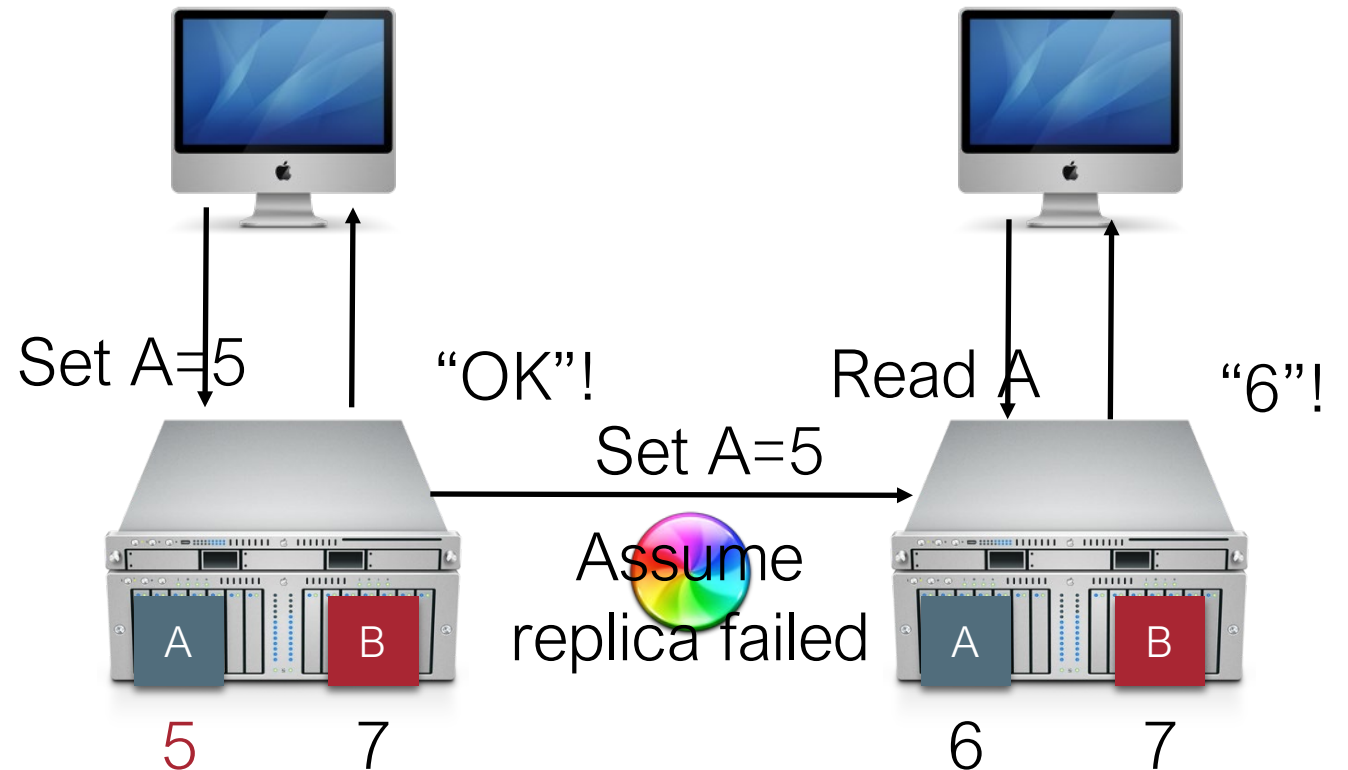 Set A=5
“OK”!
Read A
“6”!
Set A=5
Assume
replica failed
A
B
A
B
5
7
6
7